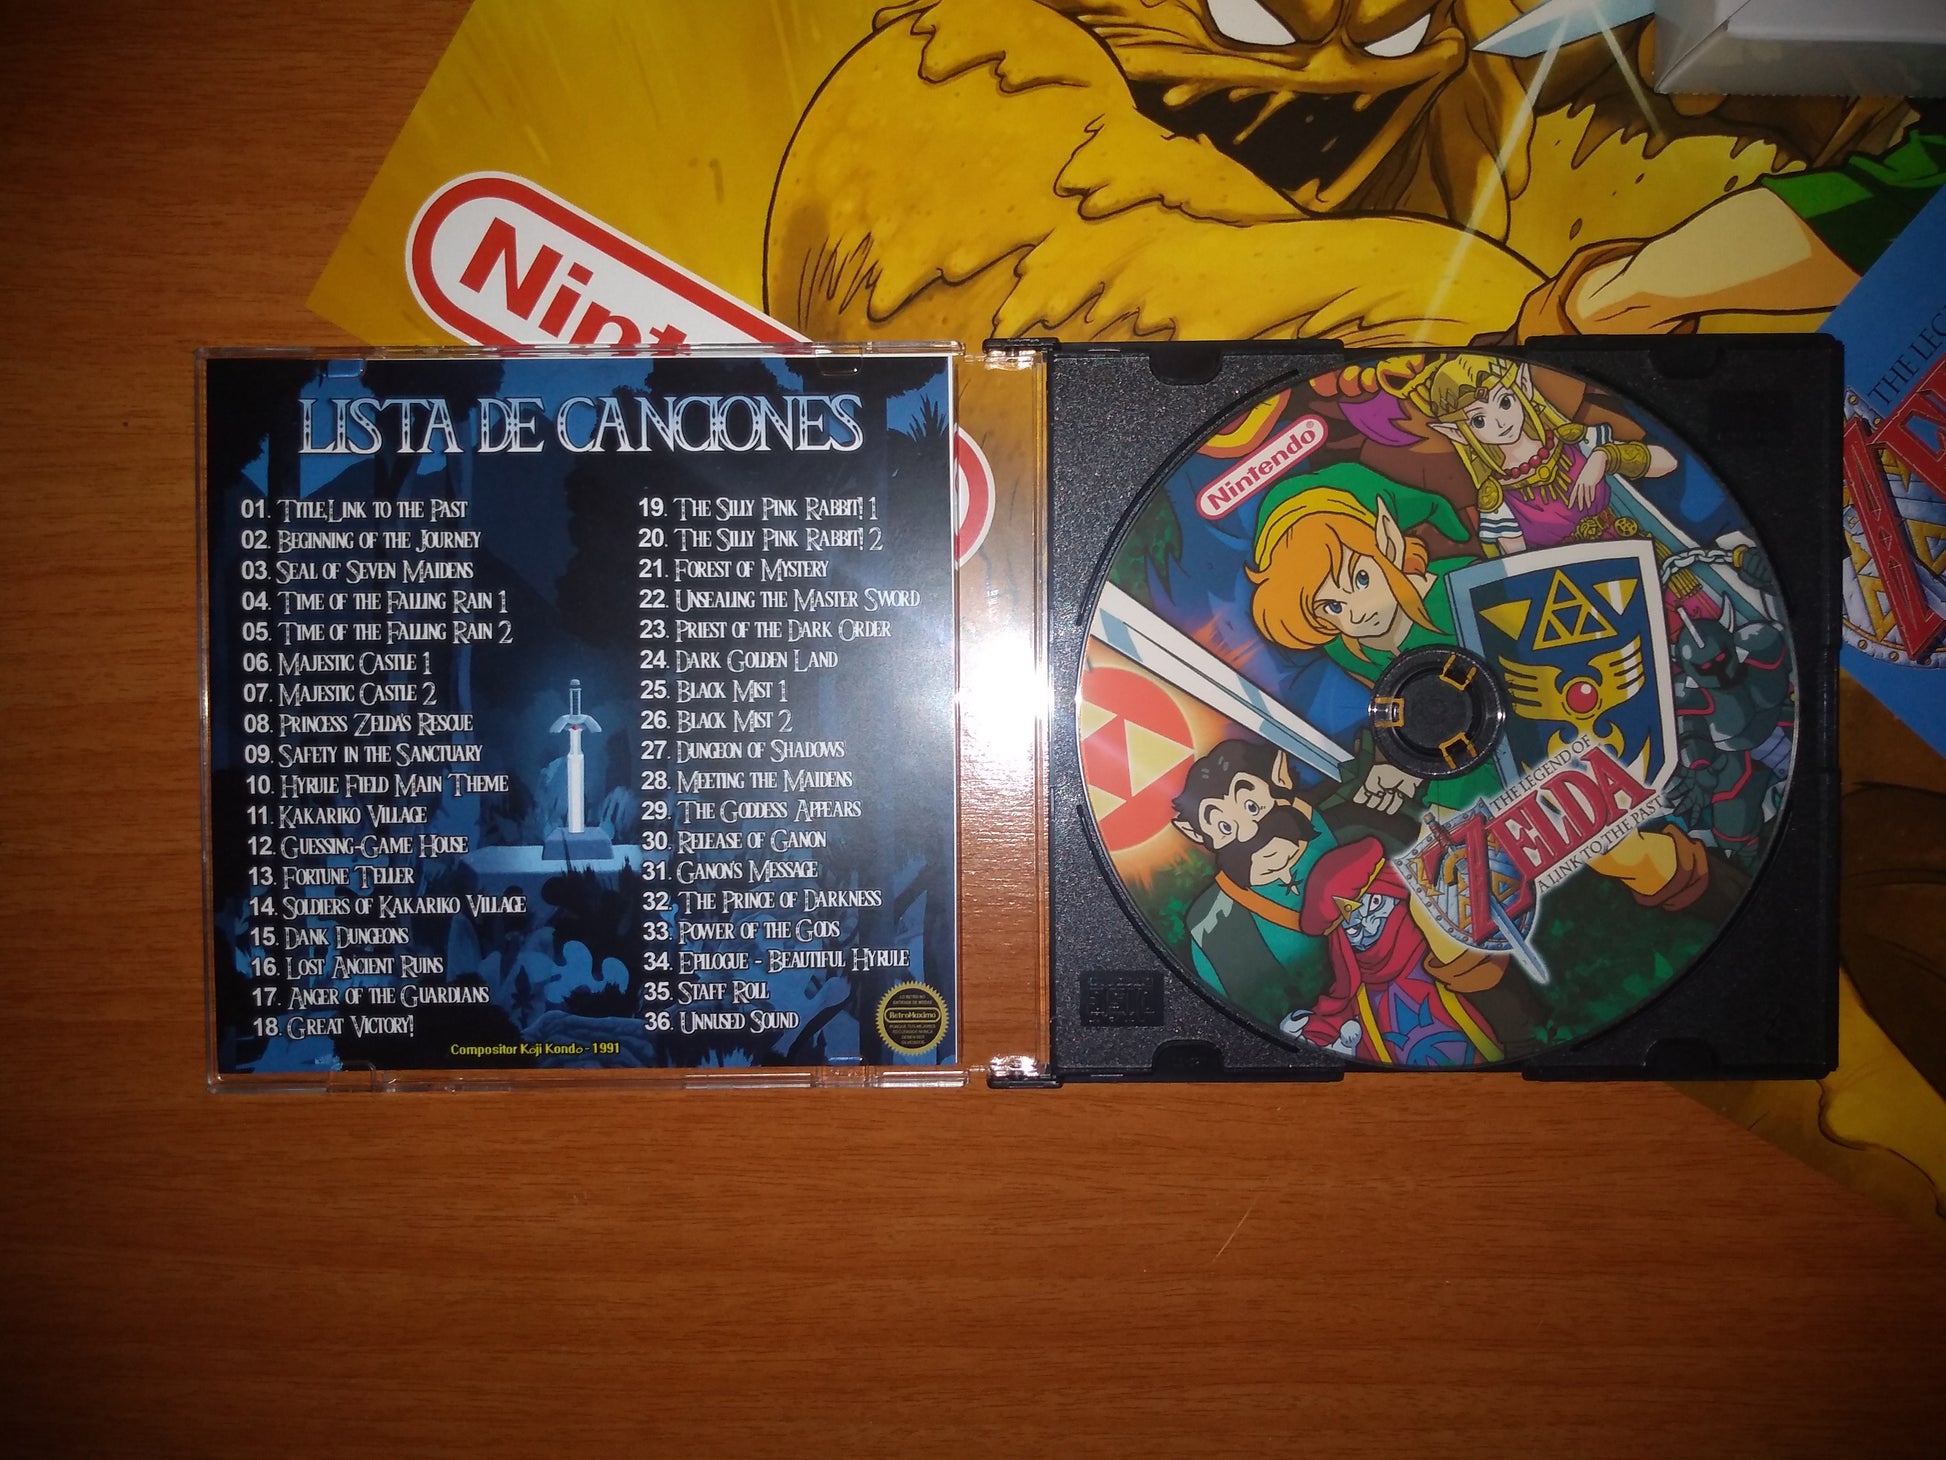 Nint
LISTA DE CANCIONES
01. Title, Link to the Past
02. Beginning of the Journey
03. Seal of Seven Maidens
04. Time of the Falling Rain 1
05. Time of the Falling Rain 2
06. Majestic Castle 1
07. Majestic Castle 2
08. Princess Zelda's Rescue
09. Safety in the Sanctuary
10. Hyrule Field Main Theme
11. Kakariko Village
12. Guessing-Game House
13. Fortune Teller
14. Soldiers of Kakariko Village
15. Dank Dungeons
16. Lost Ancient Ruins
17. Anger of the Guardians
18. Great Victory!
19. The Silly Pink Rabbit! 1
20. The Silly Pink Rabbit! 2
21. Forest of Mystery
22. Unsealing the Master Sword
23. Priest of the Dark Order
24. Dark Golden Land
25. Black Mist 1
26. Black Mist 2
27. Dungeon of Shadows
28. Meeting the Maidens
29. The Goddess Appears
30. Release of Ganon
31. Ganon's Message
32. The Prince of Darkness
33. Power of the Gods
34. Epilogue - Beautiful Hyrule
35. Staff Roll
36. Unnused Sound
Compositor Koji Kondo - 1991
RetroMaximo
Nintendo®
THE LEGEND OF
ZELDA
A LINK TO THE PAST
THE LEG